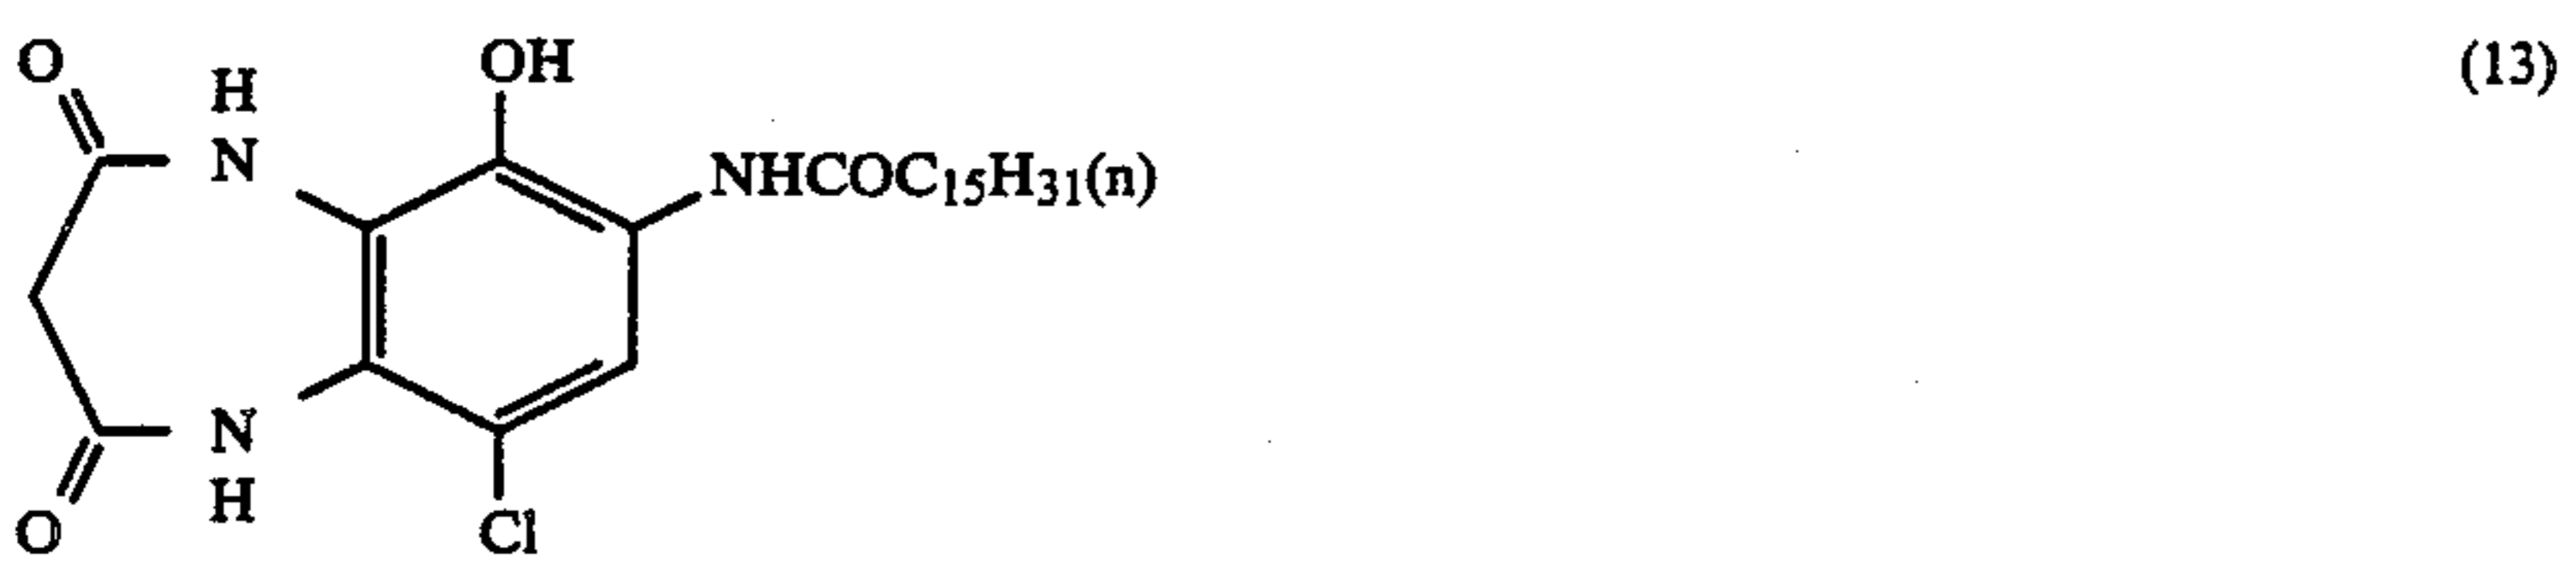 O
H
N
OH
NHCOC₁₅H₃₁(n)
(13)
N
H
O
Cl